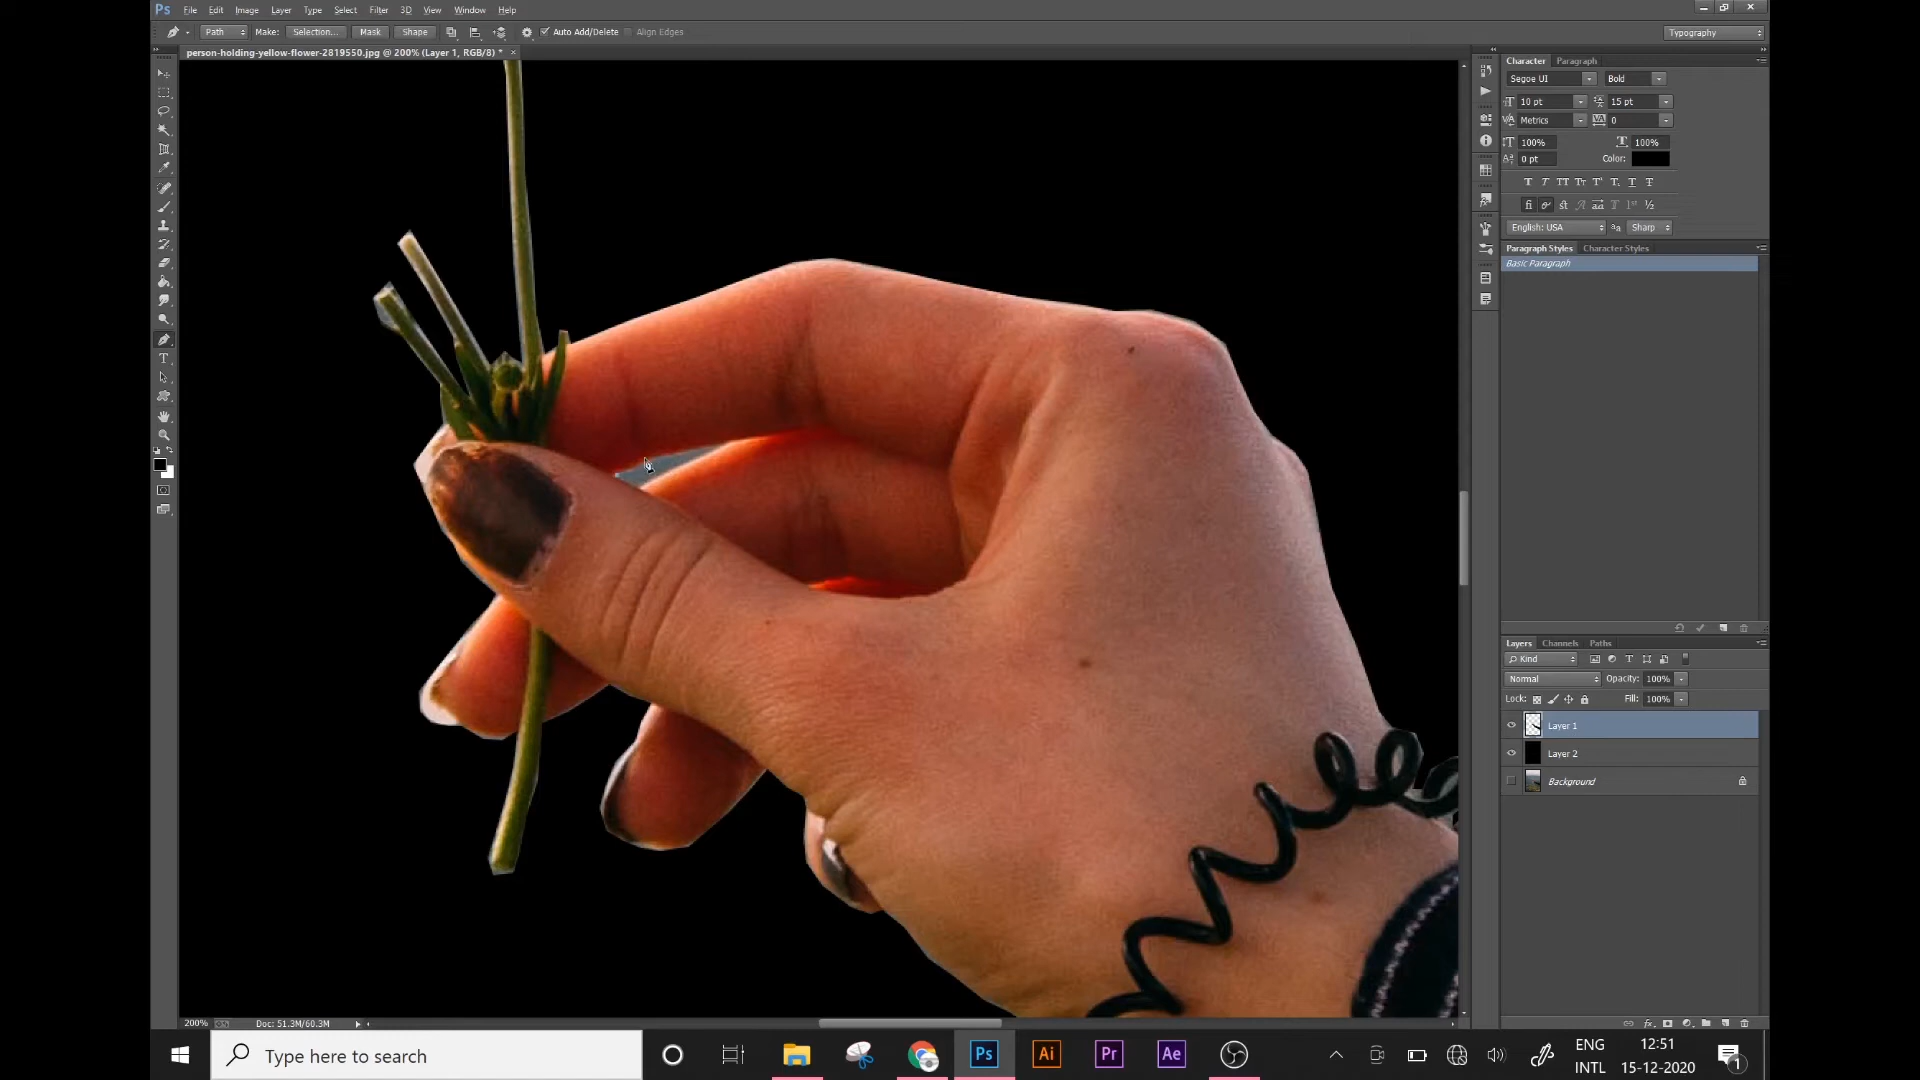 Ps File Edit Image Layer Type Select Filter 3D View Window Help
Path Make: Selection... Mask Shape Auto Add/Delete Align Edges Typography
person-holding-yellow-flower-2819550.jpg @ 200% (Layer 1, RGB/8) * ×
Character Paragraph
Segoe UI Bold
10 pt 15 pt
Metrics 0
100% 100%
0 pt Color:
English: USA Sharp
Paragraph Styles Character Styles
Basic Paragraph
Layers Channels Paths
Kind
Normal Opacity: 100%
Lock: Fill: 100%
Layer 1
Layer 2
Background
200% Doc: 51.3M/60.3M
Type here to search
Ps Ai Pr Ae
ENG
INTL
12:51
15-12-2020
1